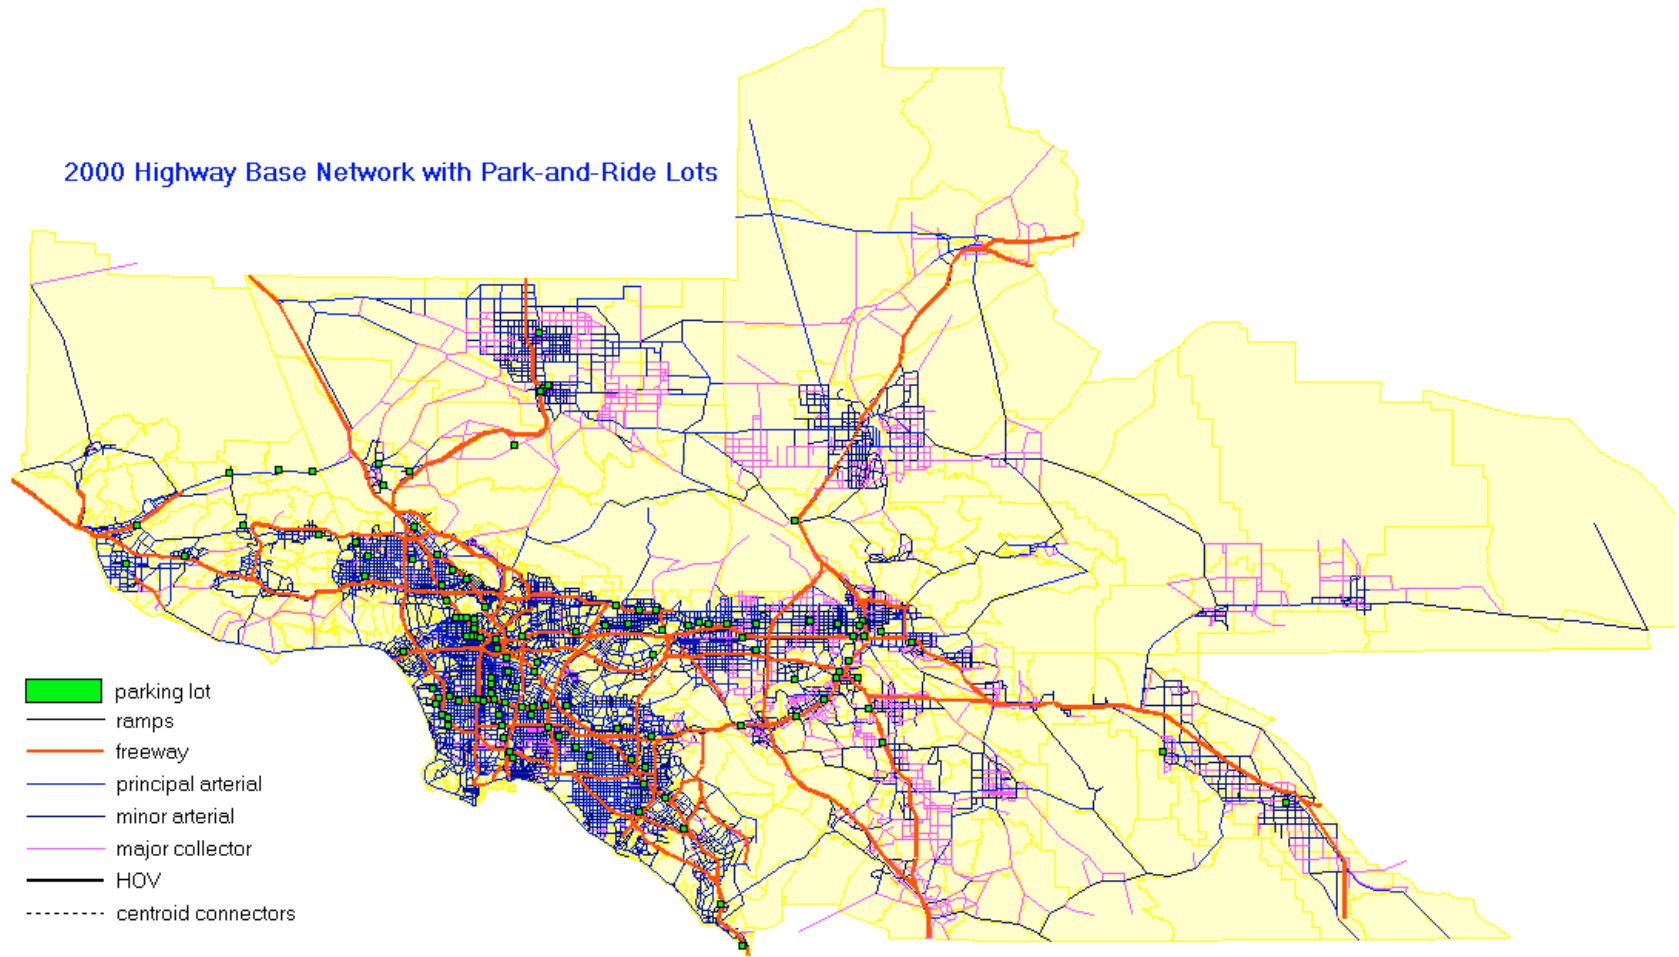 2000 Highway Base Network with Park-and-Ride Lots
parking lot
ramps
freeway
principal arterial
minor arterial
major collector
HOV
centroid connectors